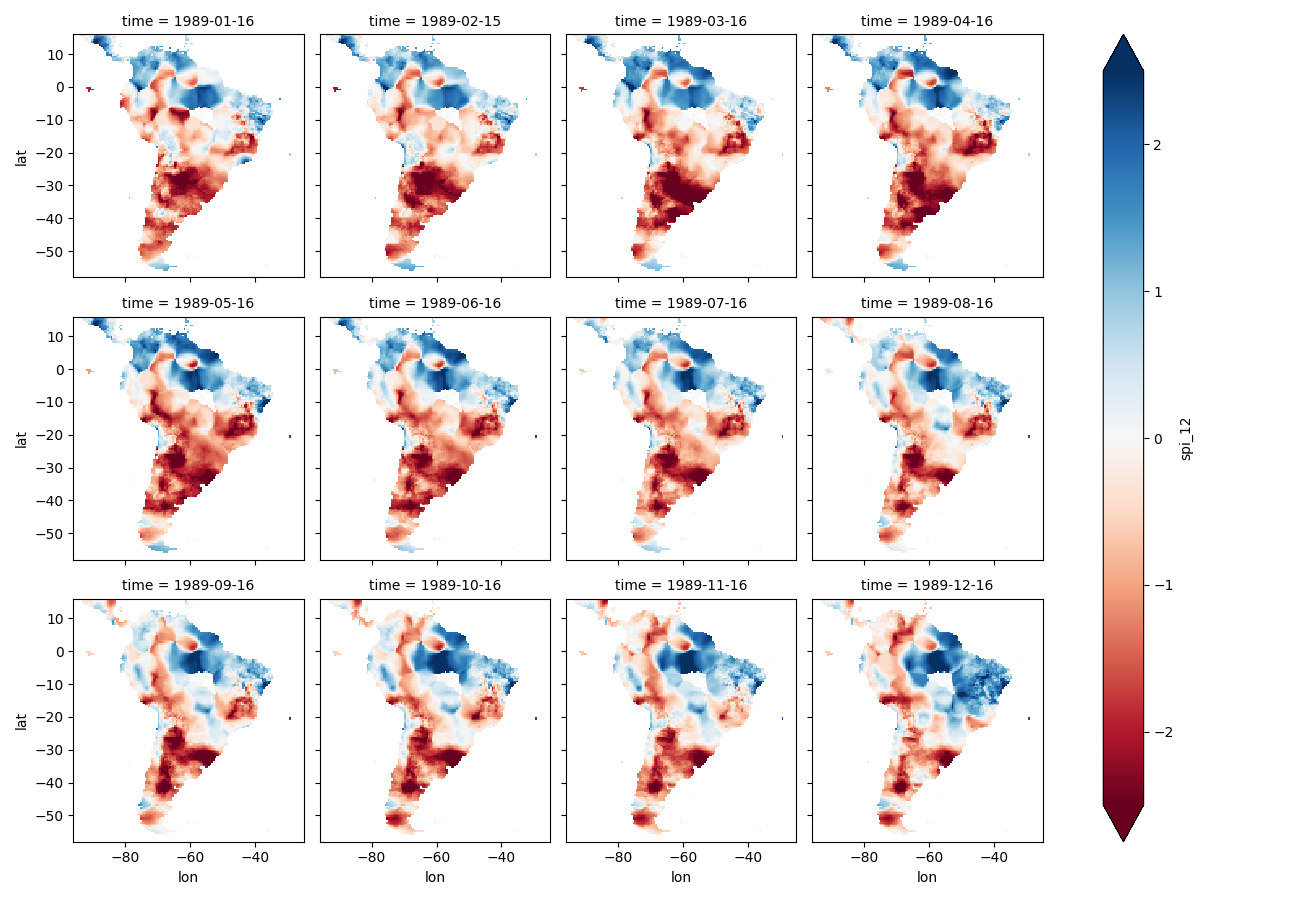 time = 1989-01-16
time = 1989-02-15
time = 1989-03-16
time = 1989-04-16
10
0
−10
−20
−30
−40
−50
lat
2
1
0
−1
−2
spi_12
time = 1989-05-16
time = 1989-06-16
time = 1989-07-16
time = 1989-08-16
10
0
−10
−20
−30
−40
−50
lat
time = 1989-09-16
time = 1989-10-16
time = 1989-11-16
time = 1989-12-16
10
0
−10
−20
−30
−40
−50
lat
−80 −60 −40
−80 −60 −40
−80 −60 −40
−80 −60 −40
lon
lon
lon
lon